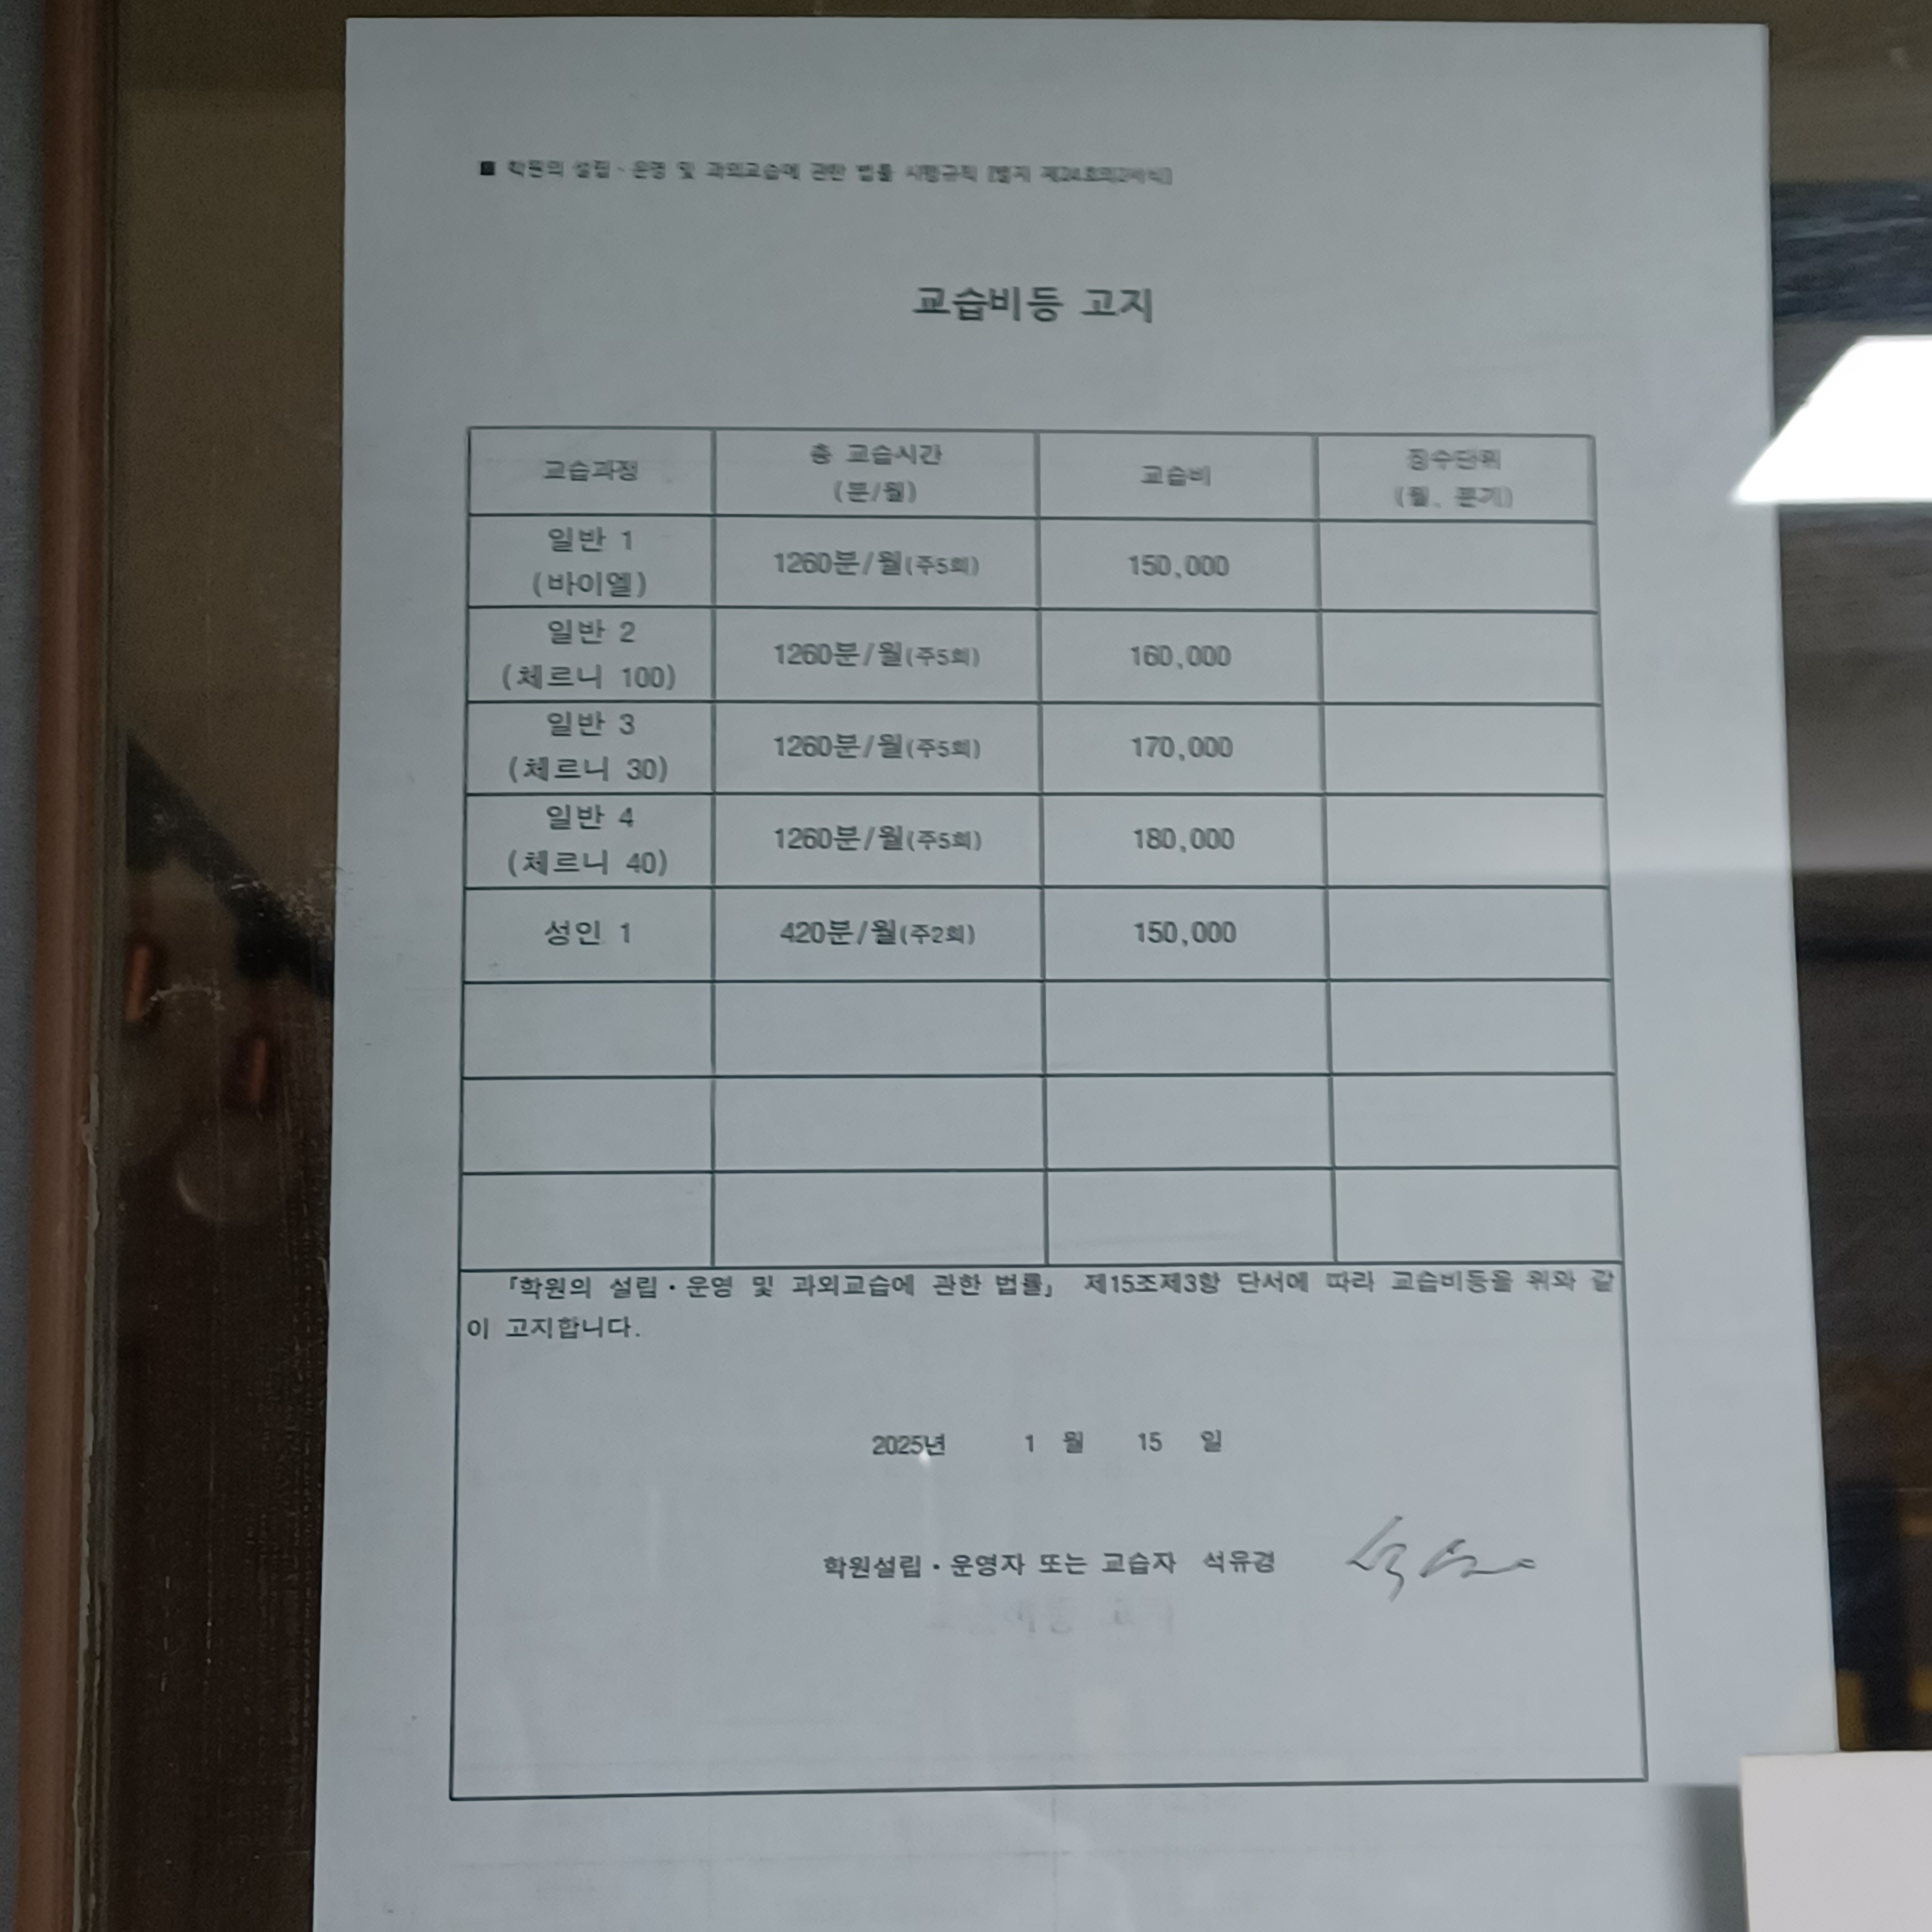 ■ 학원의 설립·운영 및 과외교습에 관한 법률 시행규칙 [별지 제24호의2서식]
교습비등 고지
교습과정
총 교습시간
(분/월)
교습비
징수단위
(월, 분기)
일반 1
(바이엘)
1260분/월(주5회)
150,000
일반 2
(체르니 100)
1260분/월(주5회)
160,000
일반 3
(체르니 30)
1260분/월(주5회)
170,000
일반 4
(체르니 40)
1260분/월(주5회)
180,000
성인 1
420분/월(주2회)
150,000
「학원의 설립·운영 및 과외교습에 관한 법률」 제15조제3항 단서에 따라 교습비등을 위와 같
이 고지합니다.
2025년 1 월 15 일
학원설립·운영자 또는 교습자 석유경